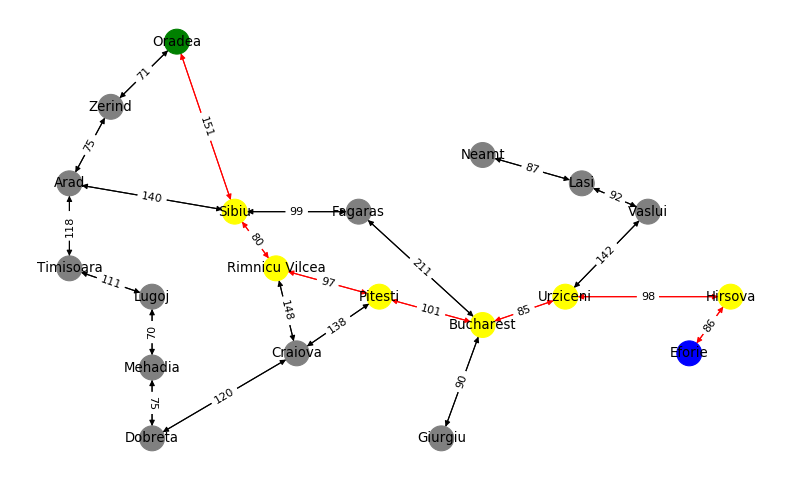 Oradea
71
Zerind
151
75
Neamt
87
Lasi
92
Arad
140
Sibiu
99
Fagaras
Vaslui
118
80
211
142
Timisoara
111
Rimnicu Vilcea
97
Lugoj
148
Pitesti
101
Urziceni
98
Hirsova
85
Bucharest
86
70
138
Craiova
Eforie
Mehadia
90
120
75
Dobreta
Giurgiu